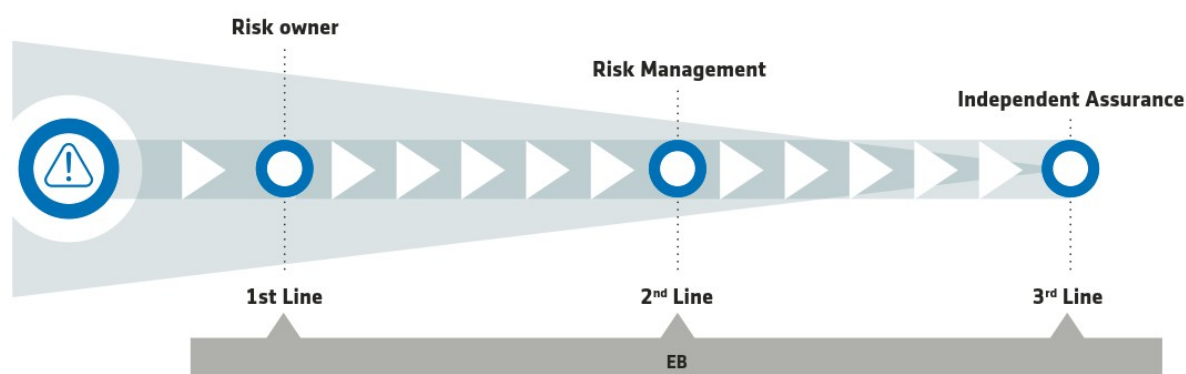 Risk owner
Risk Management
Independent Assurance
1st Line
2nd Line
3rd Line
EB